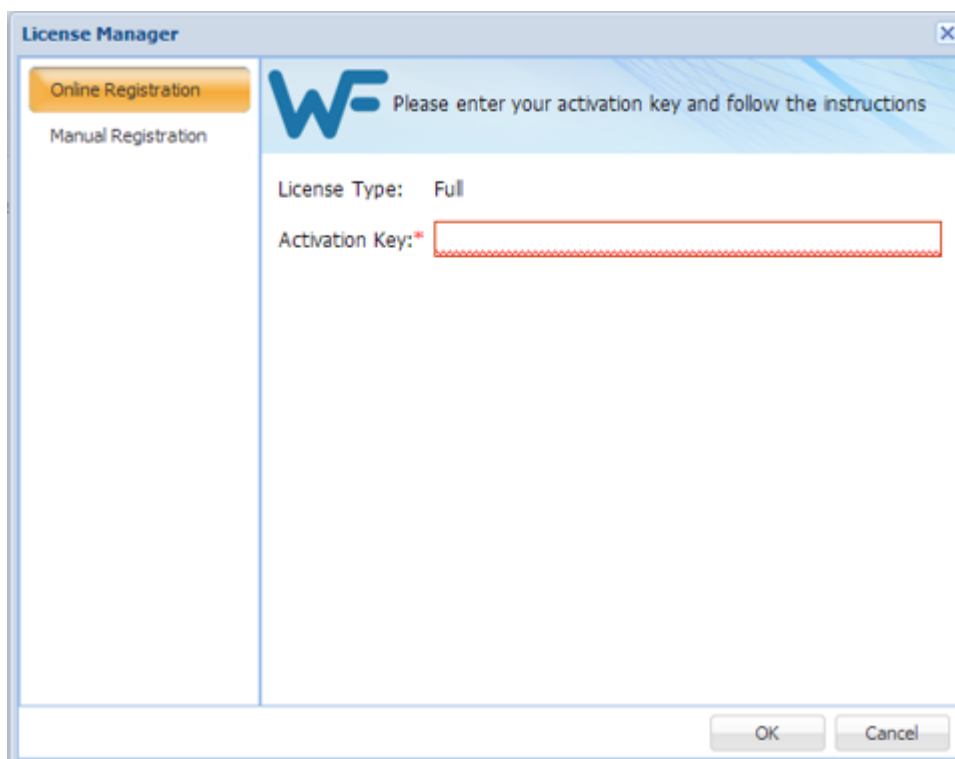 License Manager
Online Registration
Manual Registration
WF
Please enter your activation key and follow the instructions
License Type: Full
Activation Key:*
OK
Cancel